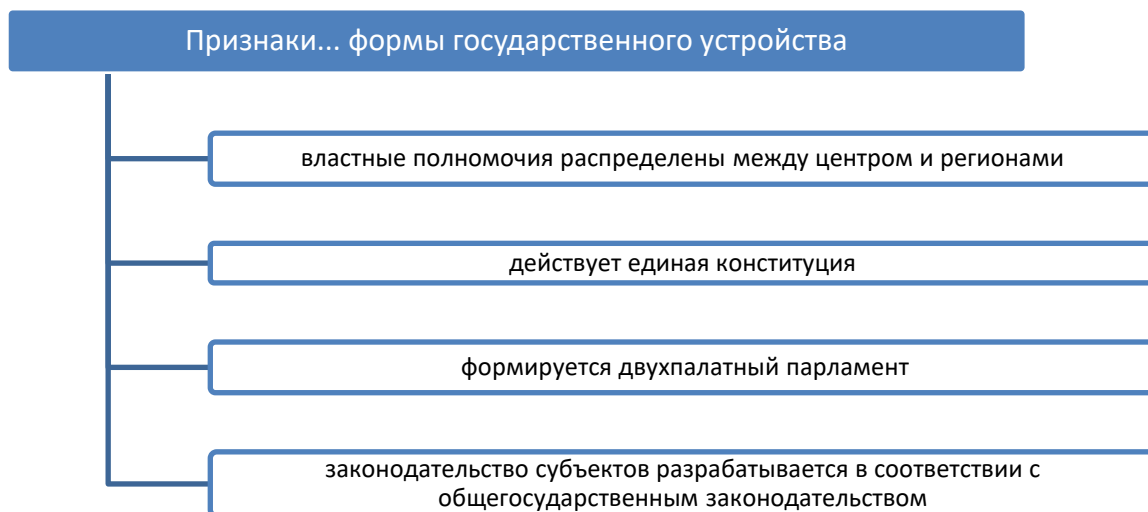 Признаки... формы государственного устройства
властные полномочия распределены между центром и регионами
действует единая конституция
формируется двухпалатный парламент
законодательство субъектов разрабатывается в соответствии с
общегосударственным законодательством